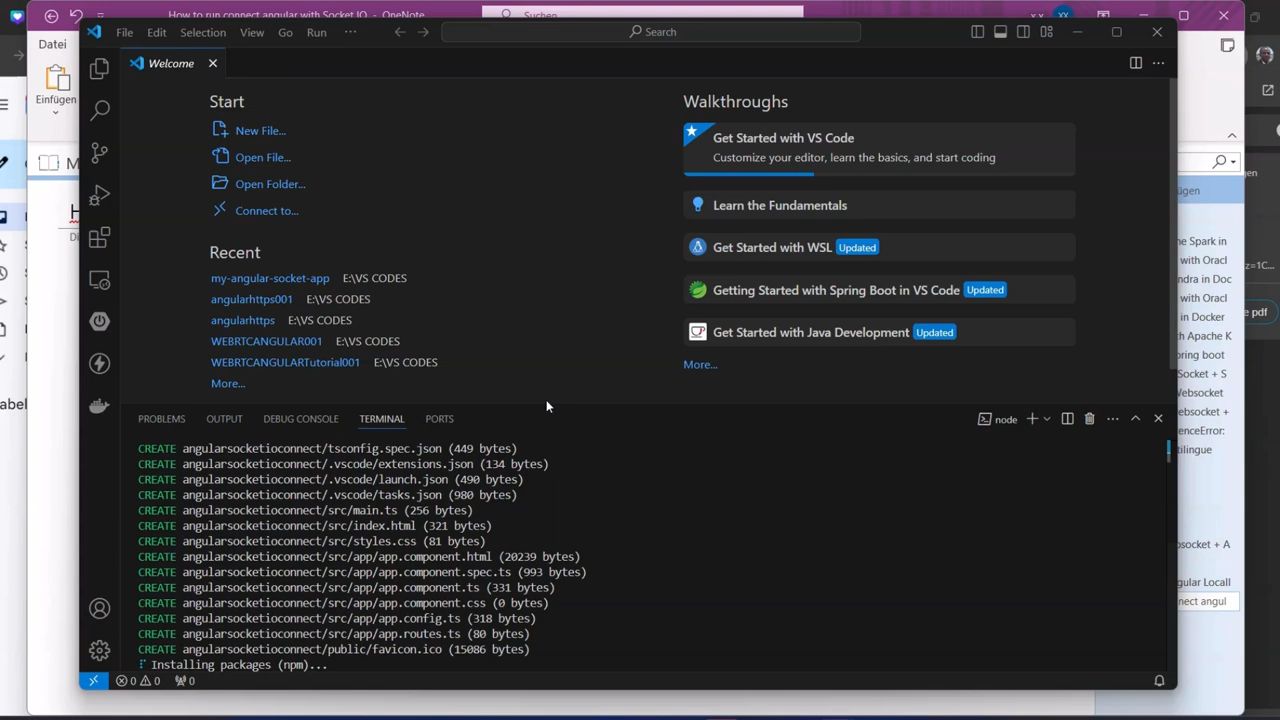 How to run connect angular with Socket IO - OneNote
Suchen
File Edit Selection View Go Run ···
Search
Datei
Einfügen
Welcome
Start
New File...
Open File...
Open Folder...
Connect to...
Recent
my-angular-socket-app E:\VS CODES
angularhttps001 E:\VS CODES
angularhttps E:\VS CODES
WEBRTCANGULAR001 E:\VS CODES
WEBRTCANGULARTutorial001 E:\VS CODES
More...
Walkthroughs
Get Started with VS Code
Customize your editor, learn the basics, and start coding
Learn the Fundamentals
Get Started with WSL Updated
Getting Started with Spring Boot in VS Code Updated
Get Started with Java Development Updated
More...
PROBLEMS OUTPUT DEBUG CONSOLE TERMINAL PORTS
node
CREATE angularsocketioconnect/tsconfig.spec.json (449 bytes)
CREATE angularsocketioconnect/.vscode/extensions.json (134 bytes)
CREATE angularsocketioconnect/.vscode/launch.json (490 bytes)
CREATE angularsocketioconnect/.vscode/tasks.json (980 bytes)
CREATE angularsocketioconnect/src/main.ts (256 bytes)
CREATE angularsocketioconnect/src/index.html (321 bytes)
CREATE angularsocketioconnect/src/styles.css (81 bytes)
CREATE angularsocketioconnect/src/app/app.component.html (20239 bytes)
CREATE angularsocketioconnect/src/app/app.component.spec.ts (993 bytes)
CREATE angularsocketioconnect/src/app/app.component.ts (331 bytes)
CREATE angularsocketioconnect/src/app/app.component.css (0 bytes)
CREATE angularsocketioconnect/src/app/app.config.ts (318 bytes)
CREATE angularsocketioconnect/src/app/app.routes.ts (80 bytes)
CREATE angularsocketioconnect/public/favicon.ico (15086 bytes)
Installing packages (npm)...
0 0 0